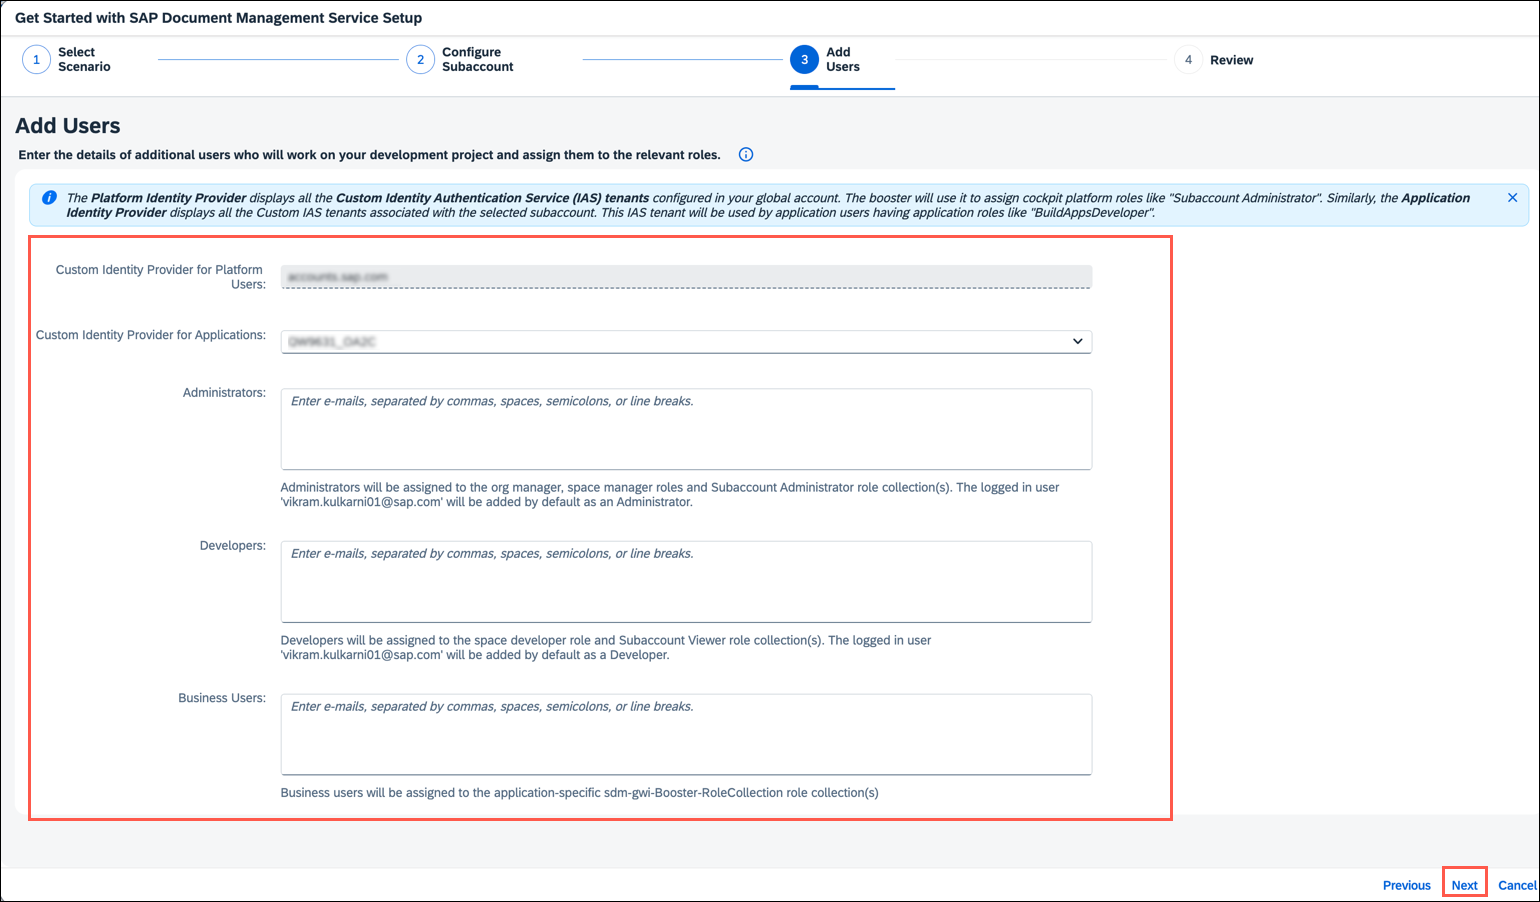 Get Started with SAP Document Management Service Setup
1
Select
Scenario
2
Configure
Subaccount
3
Add
Users
4
Review
Add Users
Enter the details of additional users who will work on your development project and assign them to the relevant roles.
The Platform Identity Provider displays all the Custom Identity Authentication Service (IAS) tenants configured in your global account. The booster will use it to assign cockpit platform roles like "Subaccount Administrator". Similarly, the Application
Identity Provider displays all the Custom IAS tenants associated with the selected subaccount. This IAS tenant will be used by application users having application roles like "BuildAppsDeveloper".
Custom Identity Provider for Platform
Users:
accounts.sap.com
Custom Identity Provider for Applications:
Administrators:
Enter e-mails, separated by commas, spaces, semicolons, or line breaks.
Administrators will be assigned to the org manager, space manager roles and Subaccount Administrator role collection(s). The logged in user
'vikram.kulkarni01@sap.com' will be added by default as an Administrator.
Developers:
Enter e-mails, separated by commas, spaces, semicolons, or line breaks.
Developers will be assigned to the space developer role and Subaccount Viewer role collection(s). The logged in user
'vikram.kulkarni01@sap.com' will be added by default as a Developer.
Business Users:
Enter e-mails, separated by commas, spaces, semicolons, or line breaks.
Business users will be assigned to the application-specific sdm-gwi-Booster-RoleCollection role collection(s)
Previous
Next
Cancel